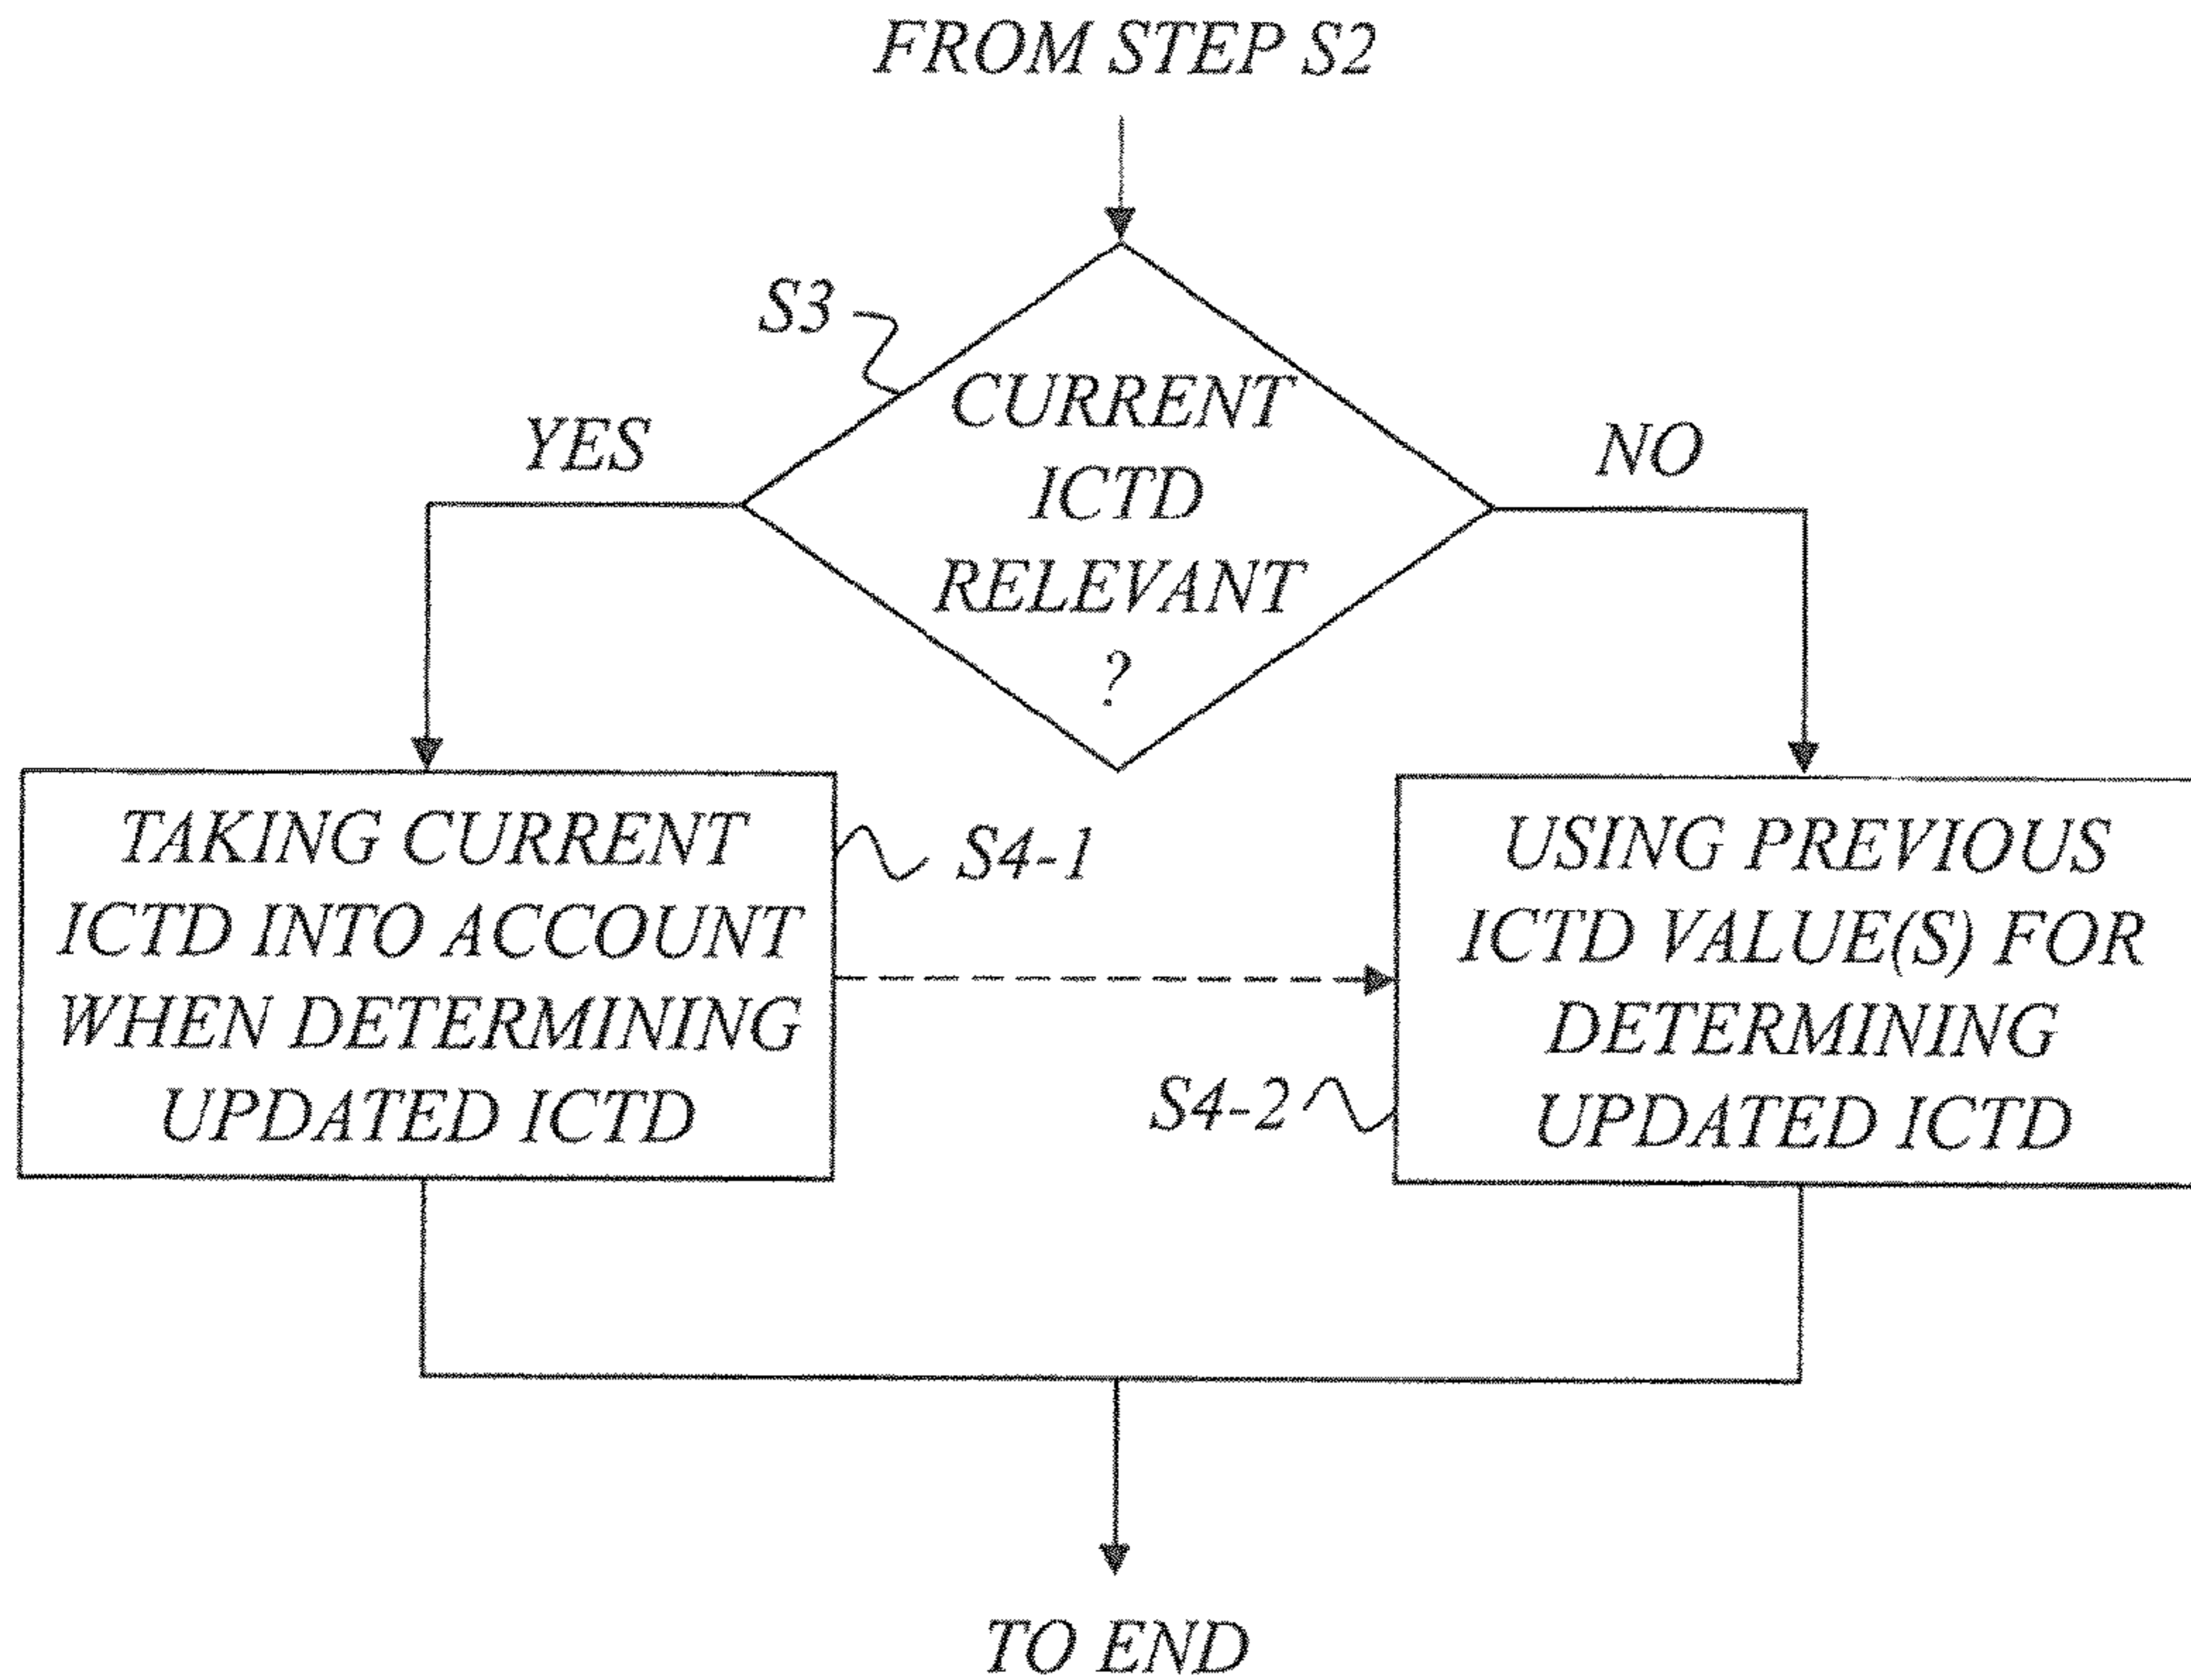 FROM STEP S2
S3
CURRENT
ICTD
RELEVANT
?
YES
NO
TAKING CURRENT
ICTD INTO ACCOUNT
WHEN DETERMINING
UPDATED ICTD
S4-1
USING PREVIOUS
ICTD VALUE(S) FOR
DETERMINING
UPDATED ICTD
S4-2
TO END